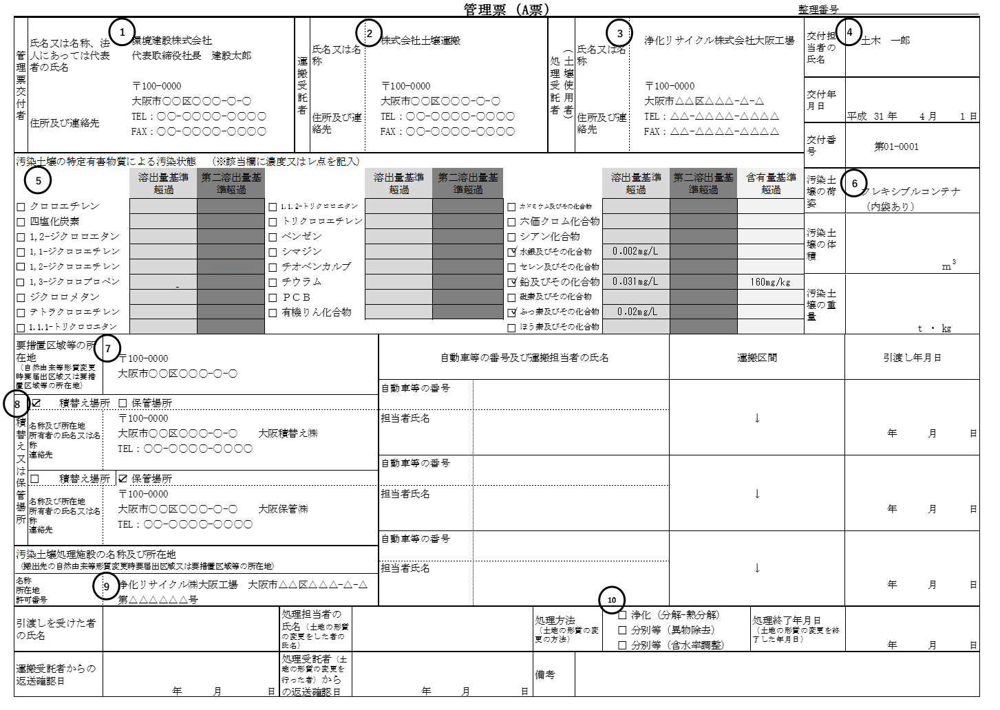 管理票（A票）
整理番号
管理票交付者
氏名又は名称、法人にあっては代表者の氏名
①
環境建設株式会社
代表取締役社長　建設太郎
住所及び連絡先
〒100-0000
大阪市○○区○○○-○-○
TEL：○○-○○○○-○○○○
FAX：○○-○○○○-○○○○
運搬受託者
氏名又は名称
②
株式会社土壌運搬
住所及び連絡先
〒100-0000
大阪市○○区○○○-○-○
TEL：○○-○○○○-○○○○
FAX：○○-○○○○-○○○○
処理受託者（土壌使用者）
氏名又は名称
③
浄化リサイクル株式会社大阪工場
住所及び連絡先
〒100-0000
大阪市△△区△△△-△-△
TEL：△△-△△△△-△△△△
FAX：△△-△△△△-△△△△
交付担当者の氏名
④
土木　一郎
交付年月日
平成 31 年　4 月　1 日
交付番号
第01-0001
汚染土壌の荷姿
⑥
フレキシブルコンテナ
（内袋あり）
汚染土壌の体積
m³
汚染土壌の重量
t ・ kg
汚染土壌の特定有害物質による汚染状態　（※該当欄に濃度又はレ点を記入）
⑤
溶出量基準超過　第二溶出量基準超過
□ クロロエチレン
□ 四塩化炭素
□ 1,2-ジクロロエタン
□ 1,1-ジクロロエチレン
□ 1,2-ジクロロエチレン
□ 1,3-ジクロロプロペン
□ ジクロロメタン
□ テトラクロロエチレン
□ 1.1.1-トリクロロエタン
溶出量基準超過　第二溶出量基準超過
□ 1.1.2-トリクロロエタン
□ トリクロロエチレン
□ ベンゼン
□ シマジン
□ チオベンカルブ
□ チウラム
□ ＰＣＢ
□ 有機りん化合物
溶出量基準超過　第二溶出量基準超過　含有量基準超過
□ カドミウム及びその化合物
□ 六価クロム化合物
□ シアン化合物
☑ 水銀及びその化合物　0.002mg/L
□ セレン及びその化合物
☑ 鉛及びその化合物　0.031mg/L　160mg/kg
□ 砒素及びその化合物
☑ ふっ素及びその化合物　0.02mg/L
□ ほう素及びその化合物
要措置区域等の所在地
（自然由来等形質変更時要届出区域又は要措置区域等の所在地）
⑦
〒100-0000
大阪市○○区○○○-○-○
⑧
積替え又は保管場所
☑　積替え場所　□ 保管場所
名称及び所在地
所有者の氏名又は名称
連絡先
〒100-0000
大阪市○○区○○○-○-○　　大阪積替え㈱
TEL：○○-○○○○-○○○○
□　積替え場所　☑ 保管場所
名称及び所在地
所有者の氏名又は名称
連絡先
〒100-0000
大阪市○○区○○○-○-○　　大阪保管㈱
TEL：○○-○○○○-○○○○
汚染土壌処理施設の名称及び所在地
（搬出先の自然由来等形質変更時要届出区域又は要措置区域等の所在地）
名称
所在地
許可番号
⑨
浄化リサイクル㈱大阪工場　大阪市△△区△△△-△-△
第△△△△△△号
自動車等の番号及び運搬担当者の氏名　運搬区間　引渡し年月日
自動車等の番号
担当者氏名　↓　年　月　日
自動車等の番号
担当者氏名　↓　年　月　日
自動車等の番号
担当者氏名　↓　年　月　日
引渡しを受けた者の氏名
処理担当者の氏名（土地の形質の変更をした者の氏名）
処理方法
（土地の形質の変更の方法）
⑩
□ 浄化（分解-熱分解）
□ 分別等（異物除去）
□ 分別等（含水率調整）
処理終了年月日
（土地の形質の変更を終了した年月日）
年　月　日
運搬受託者からの返送確認日
年　月　日
処理受託者（土地の形質の変更を行った者）からの返送確認日
年　月　日
備考